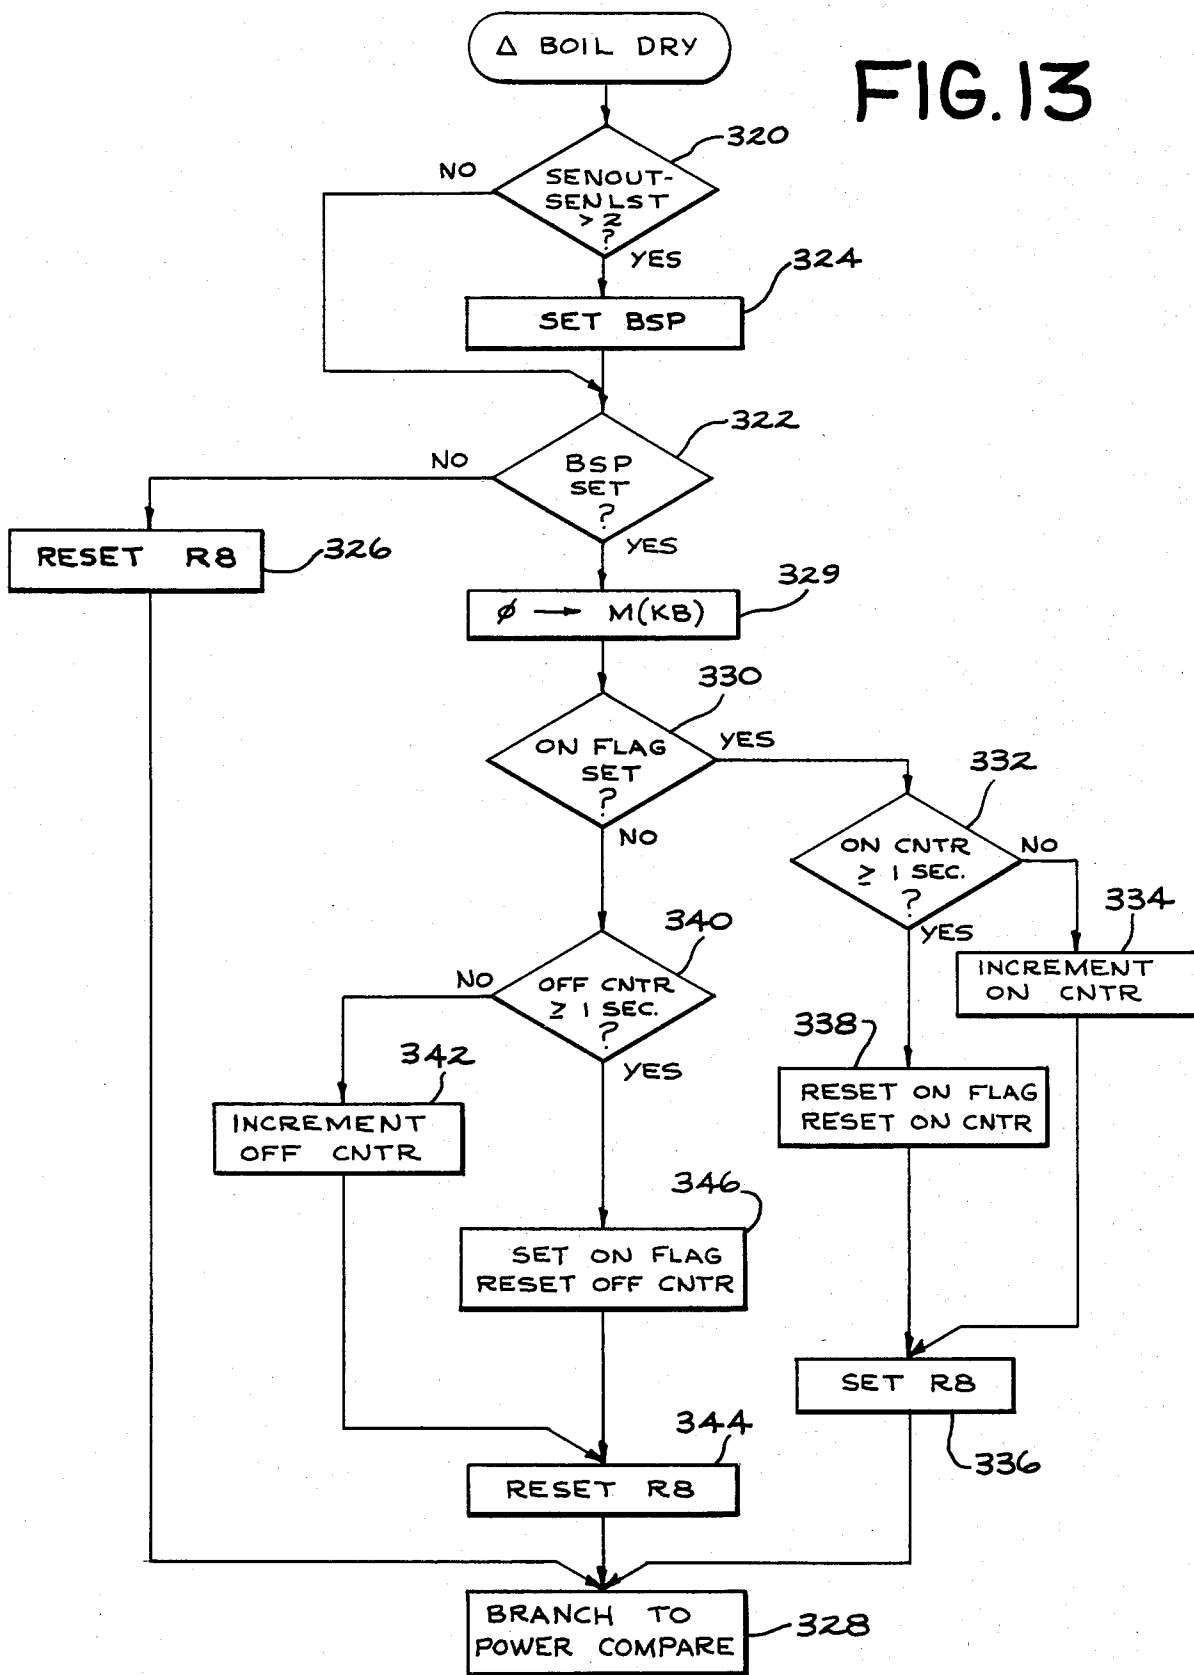 Δ BOIL DRY
FIG. 13
320
NO
SENOUT-
SENLST
> 2
?
YES
324
SET BSP
322
NO
BSP
SET
?
YES
RESET R8
326
329
ϕ → M(KB)
330
ON FLAG
SET
?
YES
NO
332
ON CNTR
≥ 1 SEC.
?
NO
YES
334
INCREMENT
ON CNTR
340
NO
OFF CNTR
≥ 1 SEC.
?
YES
338
RESET ON FLAG
RESET ON CNTR
342
INCREMENT
OFF CNTR
346
SET ON FLAG
RESET OFF CNTR
SET R8
336
344
RESET R8
BRANCH TO
POWER COMPARE
328